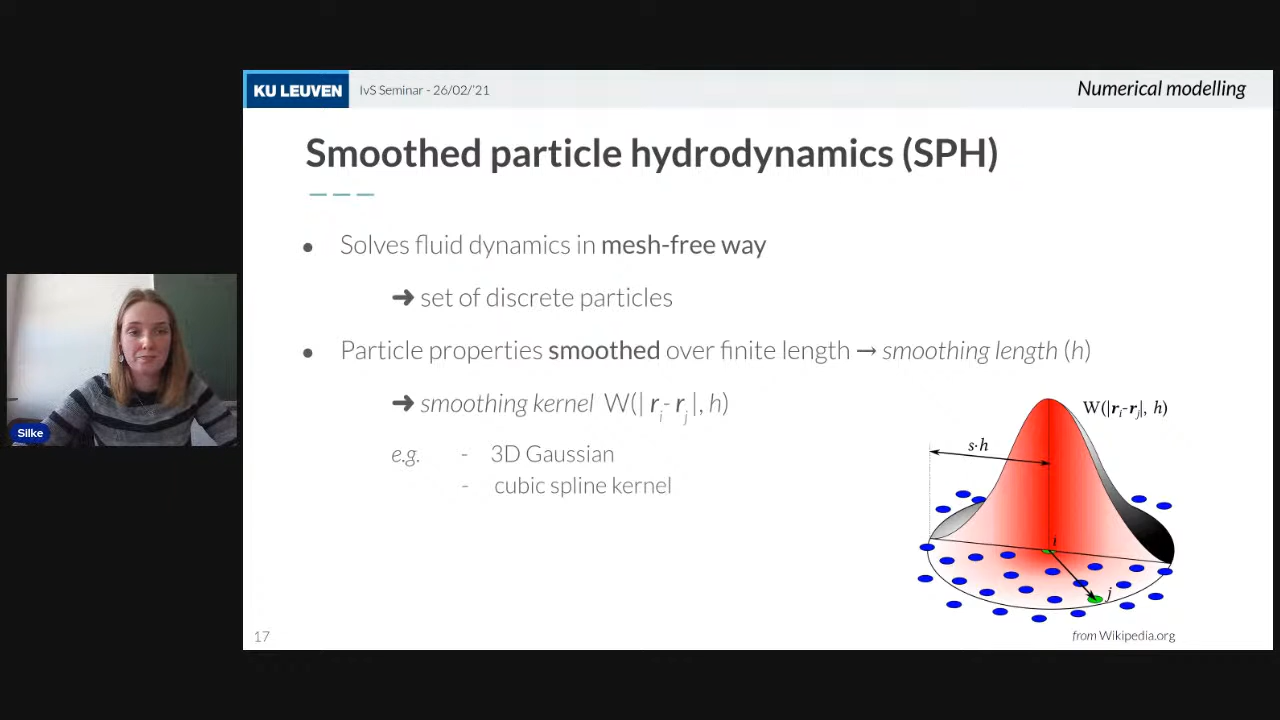 KU LEUVEN IvS Seminar - 26/02/'21 Numerical modelling
Smoothed particle hydrodynamics (SPH)
● Solves fluid dynamics in mesh-free way
➜ set of discrete particles
● Particle properties smoothed over finite length → smoothing length (h)
➜ smoothing kernel W(| r_i - r_j |, h)
e.g. - 3D Gaussian
- cubic spline kernel
W(|r_i-r_j|, h)
s·h
i
j
Silke
17
from Wikipedia.org